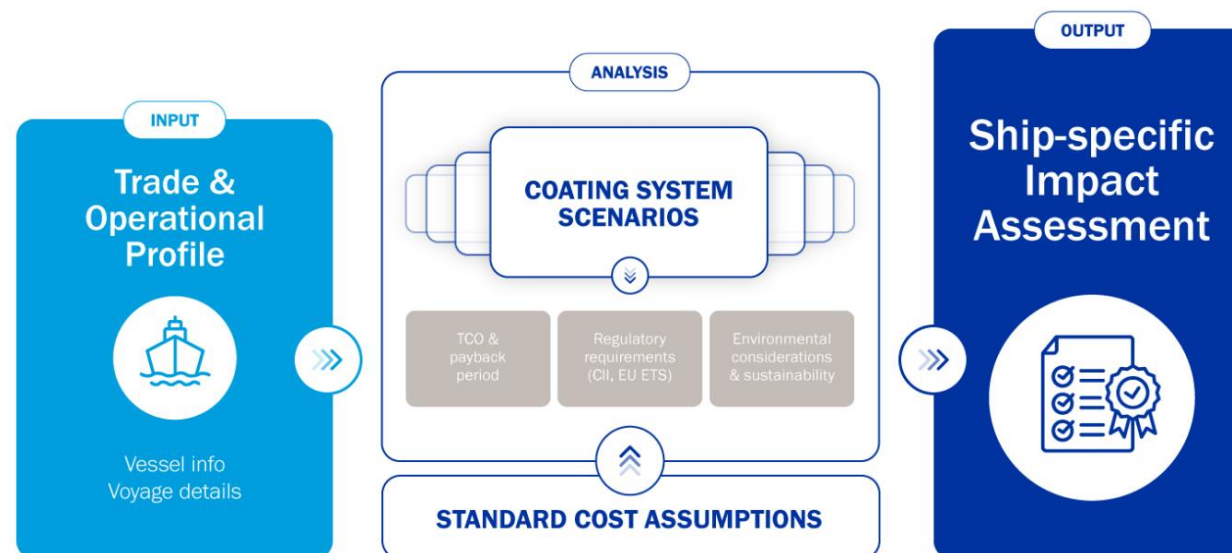 INPUT
Trade &
Operational
Profile
Vessel info
Voyage details
ANALYSIS
COATING SYSTEM
SCENARIOS
TCO &
payback
period
Regulatory
requirements
(CII, EU ETS)
Environmental
considerations
& sustainability
STANDARD COST ASSUMPTIONS
OUTPUT
Ship-specific
Impact
Assessment